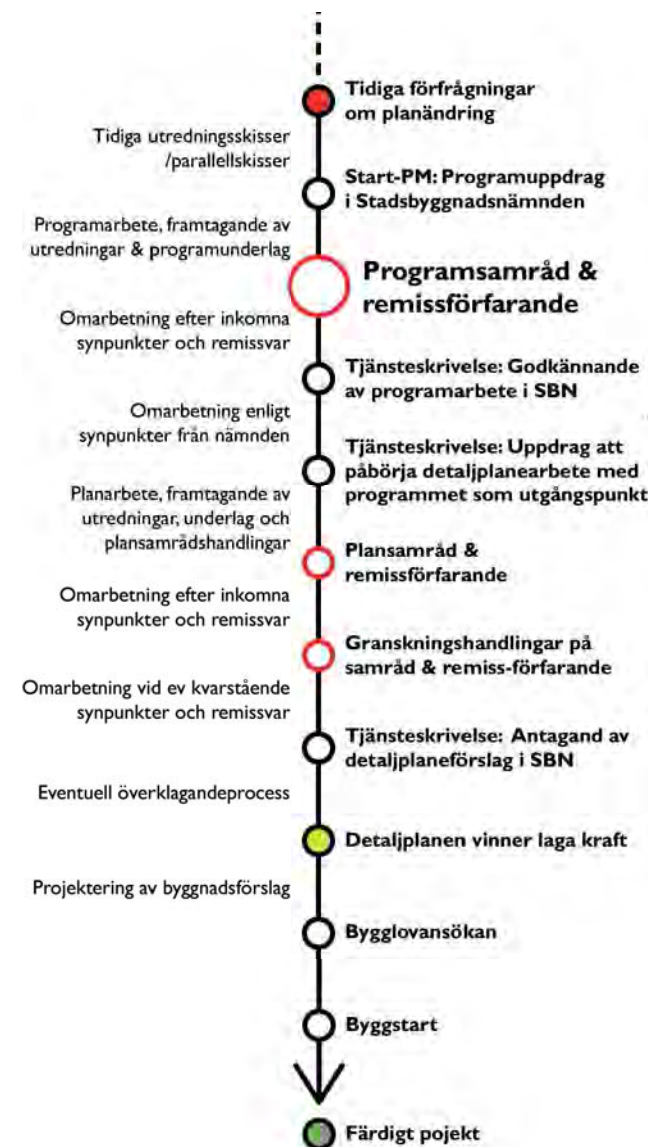 Tidiga förfrågningar
om planändring
Tidiga utredningsskisser
/parallellskisser
Start-PM: Programuppdrag
i Stadsbyggnadsnämnden
Programarbete, framtagande av
utredningar & programunderlag
Programsamråd &
remissförfarande
Omarbetning efter inkomna
synpunkter och remissvar
Tjänsteskrivelse: Godkännande
av programarbete i SBN
Omarbetning enligt
synpunkter från nämnden
Tjänsteskrivelse: Uppdrag att
påbörja detaljplanearbete med
programmet som utgångspunkt
Planarbete, framtagande av
utredningar, underlag och
plansamrådshandlingar
Plansamråd &
remissförfarande
Omarbetning efter inkomna
synpunkter och remissvar
Granskningshandlingar på
samråd & remiss-förfarande
Omarbetning vid ev kvarstående
synpunkter och remissvar
Tjänsteskrivelse: Antagand av
detaljplaneförslag i SBN
Eventuell överklagandeprocess
Detaljplanen vinner laga kraft
Projektering av byggnadsförslag
Bygglovansökan
Byggstart
Färdigt pojekt